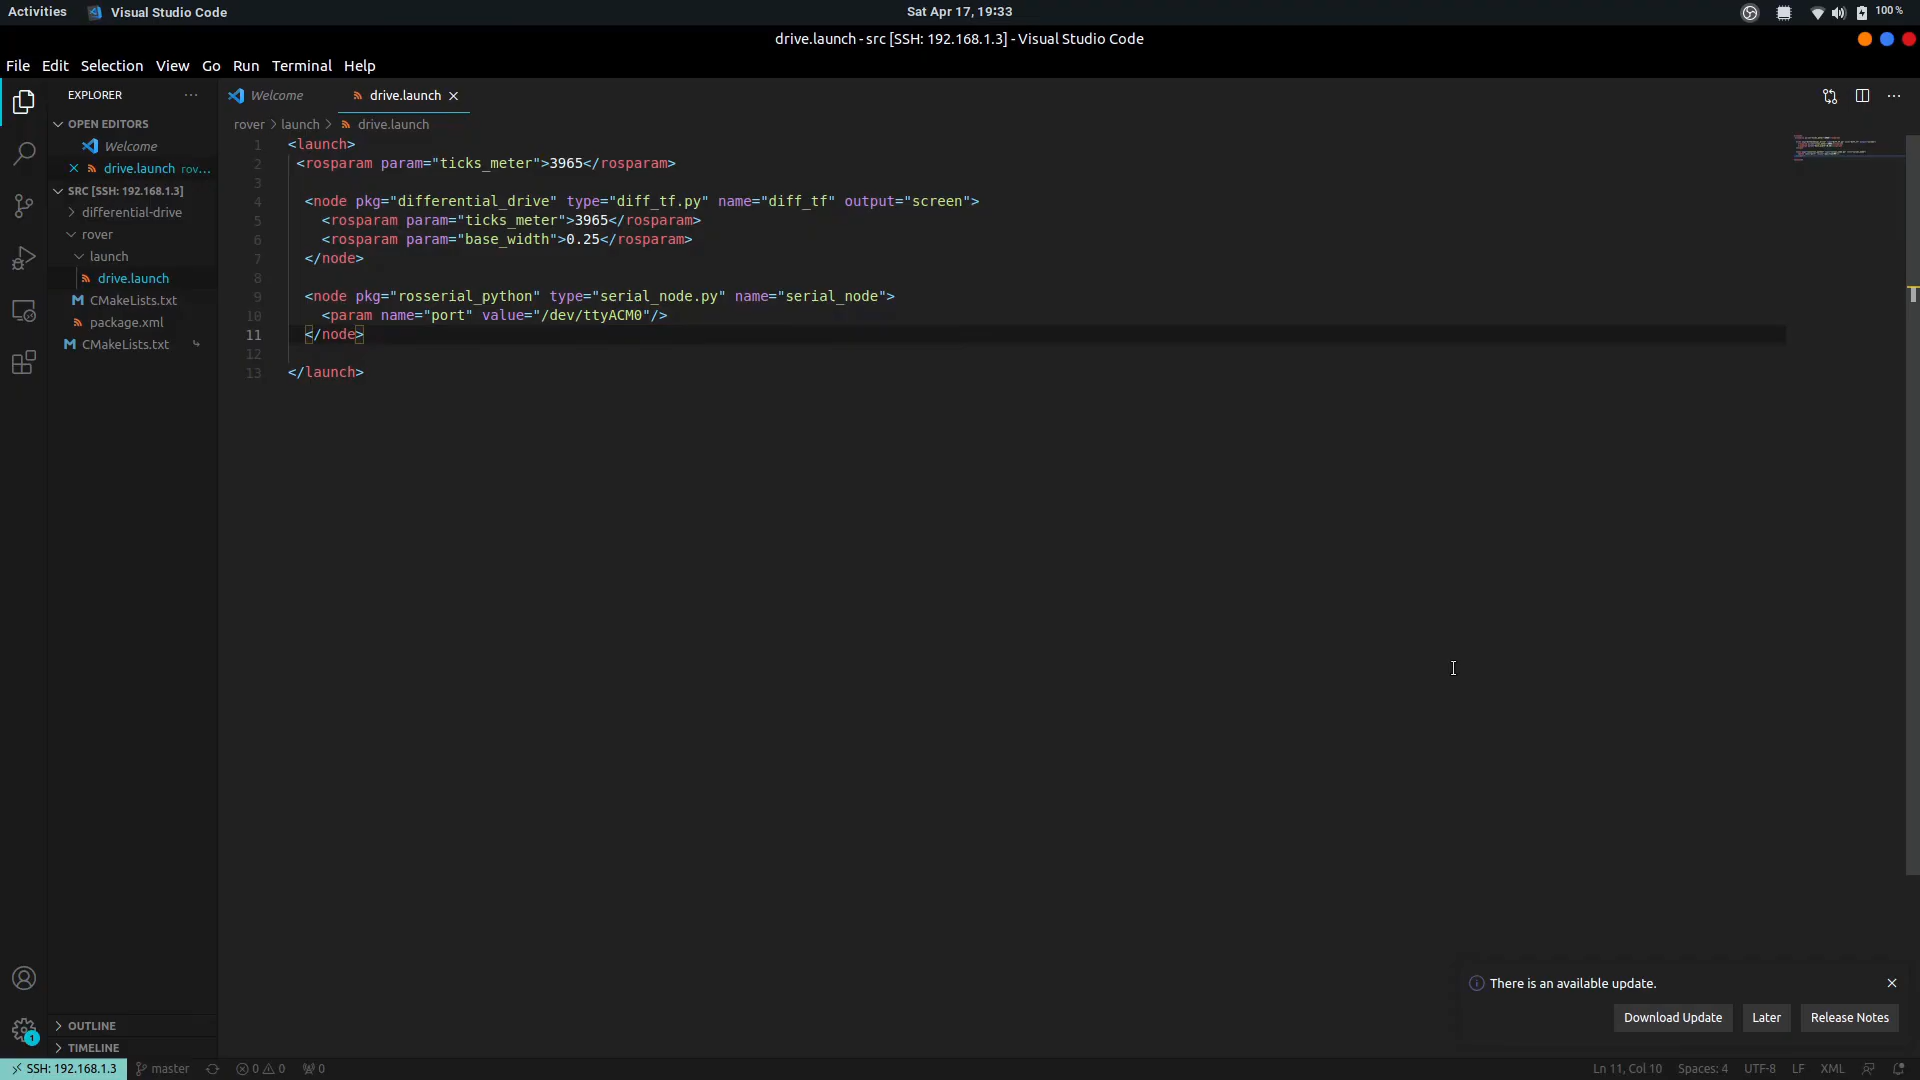 Activities Visual Studio Code Sat Apr 17, 19:33 100 %
drive.launch - src [SSH: 192.168.1.3] - Visual Studio Code
File Edit Selection View Go Run Terminal Help
EXPLORER
OPEN EDITORS
Welcome
drive.launch rov...
SRC [SSH: 192.168.1.3]
differential-drive
rover
launch
drive.launch
CMakeLists.txt
package.xml
CMakeLists.txt
OUTLINE
TIMELINE
Welcome drive.launch
rover > launch > drive.launch
1 <launch>
2 <rosparam param="ticks_meter">3965</rosparam>
3
4 <node pkg="differential_drive" type="diff_tf.py" name="diff_tf" output="screen">
5 <rosparam param="ticks_meter">3965</rosparam>
6 <rosparam param="base_width">0.25</rosparam>
7 </node>
8
9 <node pkg="rosserial_python" type="serial_node.py" name="serial_node">
10 <param name="port" value="/dev/ttyACM0"/>
11 </node>
12
13 </launch>
There is an available update.
Download Update Later Release Notes
1
SSH: 192.168.1.3 master 0 0 0 Ln 11, Col 10 Spaces: 4 UTF-8 LF XML